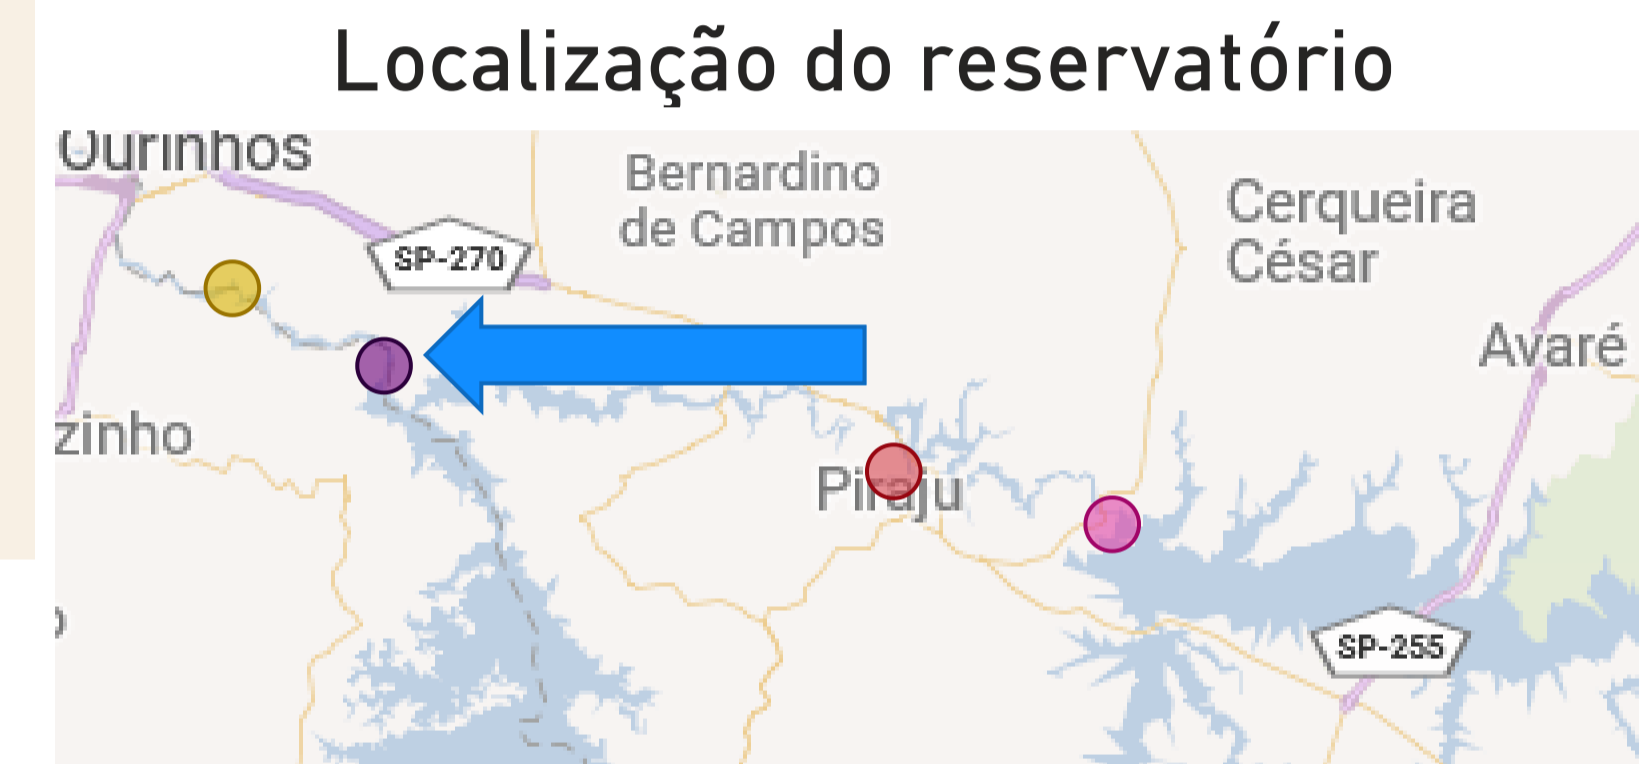 Localização do reservatório
Ourinhos
Bernardino
de Campos
Cerqueira
César
SP-270
Avaré
zinho
Piraju
SP-255